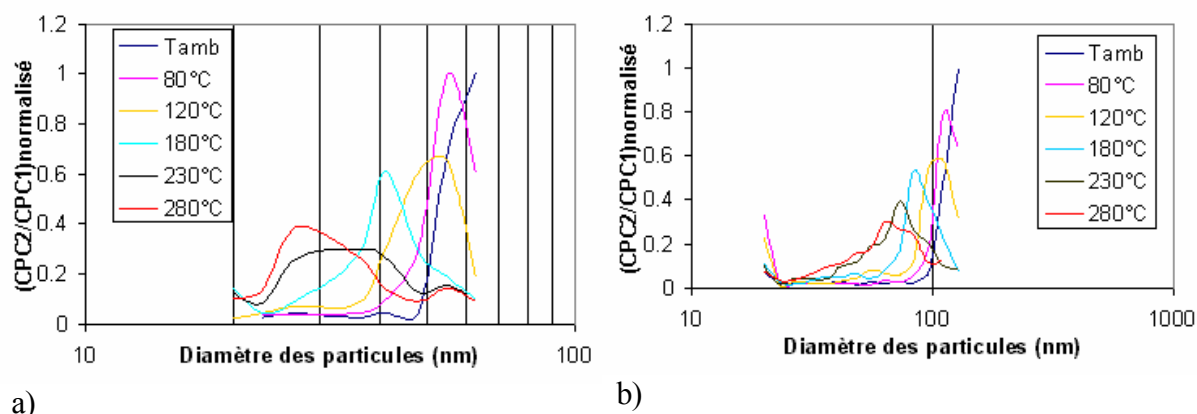 1.2
1
0.8
0.6
0.4
0.2
0
(CPC2/CPC1)normalisé
Tamb
80°C
120°C
180°C
230°C
280°C
10
100
Diamètre des particules (nm)
a)
1.2
1
0.8
0.6
0.4
0.2
0
(CPC2/CPC1)normalisé
Tamb
80°C
120°C
180°C
230°C
280°C
10
100
1000
Diamètre des particules (nm)
b)